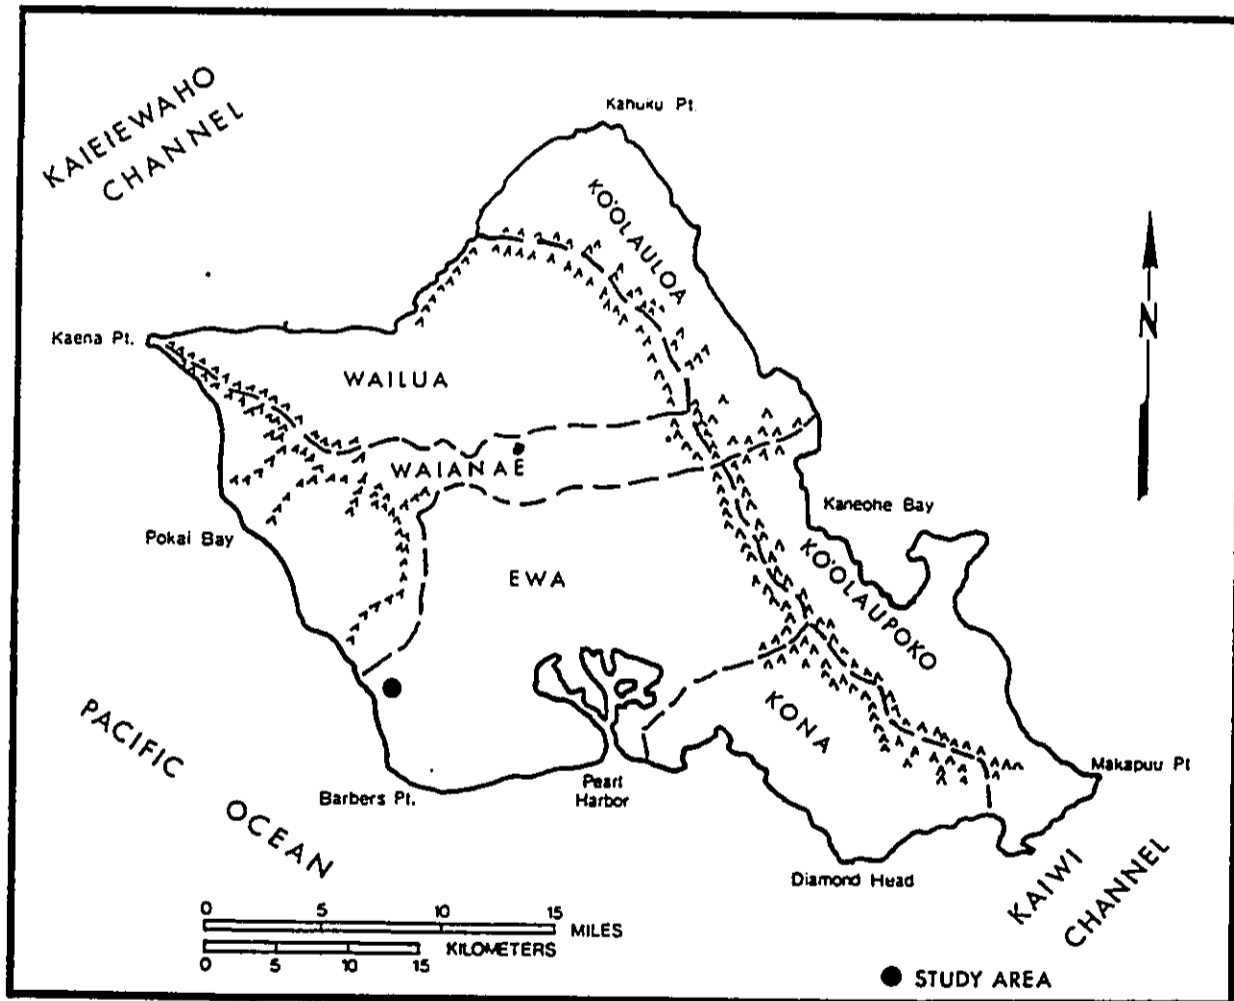 KAIEIEWAHO
CHANNEL
Kahuku Pt.
KO'OLAULOA
N
Kaena Pt.
WAILUA
WAIANAE
Kaneohe Bay
Pokai Bay
EWA
KO'OLAUPOKO
KONA
PACIFIC
OCEAN
Barbers Pt.
Pearl
Harbor
Makapuu Pt
Diamond Head
KAIWI
CHANNEL
0 5 10 15
MILES
KILOMETERS
0 5 10 15
STUDY AREA